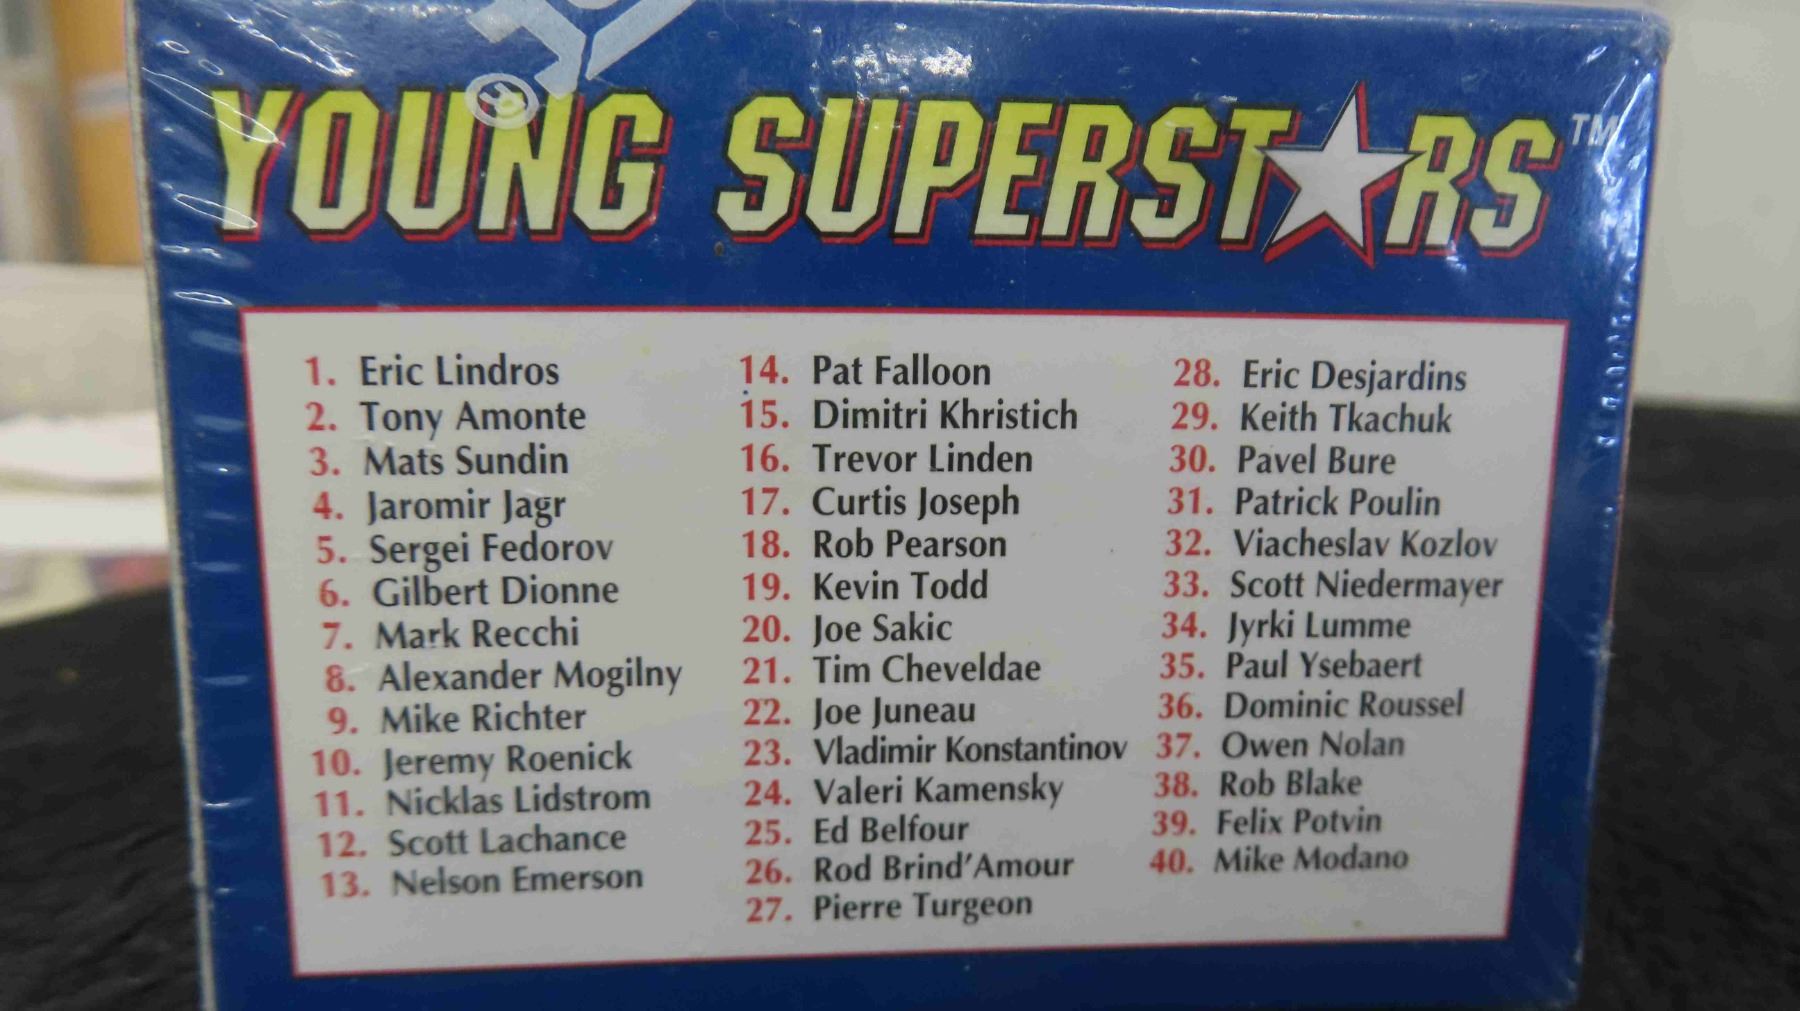 YOUNG SUPERST★RS™
1. Eric Lindros
2. Tony Amonte
3. Mats Sundin
4. Jaromir Jagr
5. Sergei Fedorov
6. Gilbert Dionne
7. Mark Recchi
8. Alexander Mogilny
9. Mike Richter
10. Jeremy Roenick
11. Nicklas Lidstrom
12. Scott Lachance
13. Nelson Emerson
14. Pat Falloon
15. Dimitri Khristich
16. Trevor Linden
17. Curtis Joseph
18. Rob Pearson
19. Kevin Todd
20. Joe Sakic
21. Tim Cheveldae
22. Joe Juneau
23. Vladimir Konstantinov
24. Valeri Kamensky
25. Ed Belfour
26. Rod Brind'Amour
27. Pierre Turgeon
28. Eric Desjardins
29. Keith Tkachuk
30. Pavel Bure
31. Patrick Poulin
32. Viacheslav Kozlov
33. Scott Niedermayer
34. Jyrki Lumme
35. Paul Ysebaert
36. Dominic Roussel
37. Owen Nolan
38. Rob Blake
39. Felix Potvin
40. Mike Modano